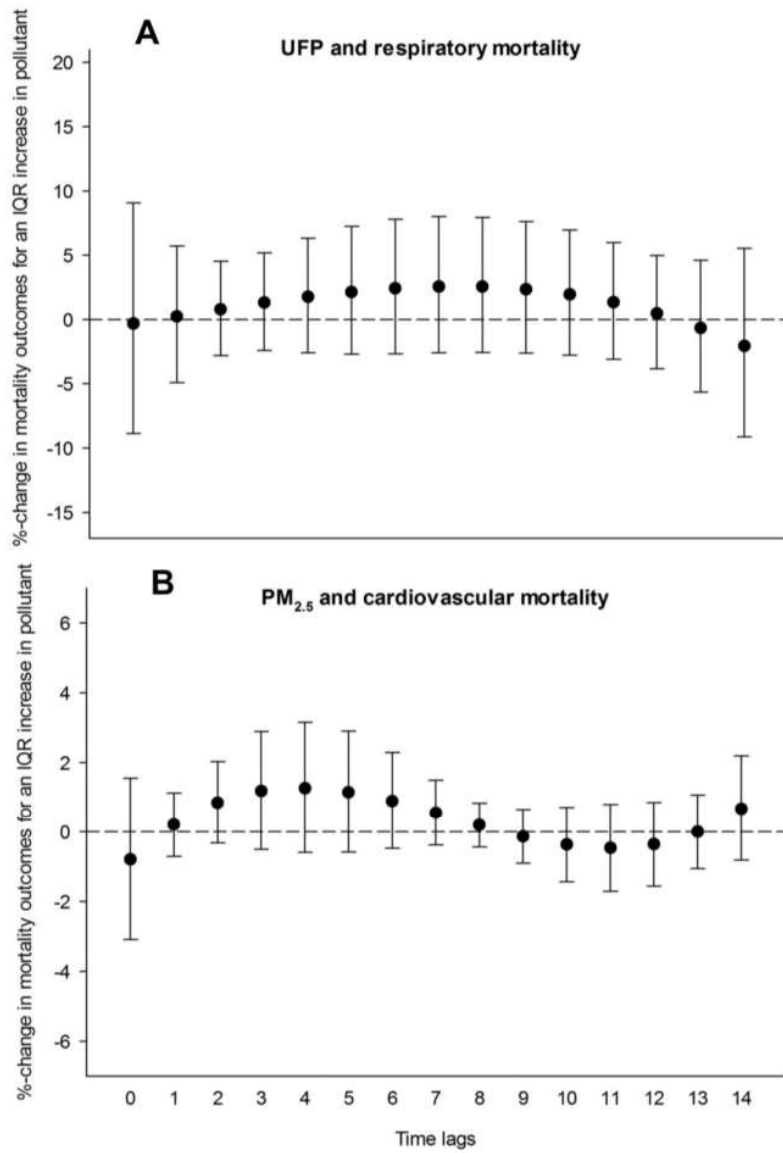 A
UFP and respiratory mortality
%-change in mortality outcomes for an IQR increase in pollutant
20
15
10
5
0
-5
-10
-15
B
PM2.5 and cardiovascular mortality
%-change in mortality outcomes for an IQR increase in pollutant
6
4
2
0
-2
-4
-6
0 1 2 3 4 5 6 7 8 9 10 11 12 13 14
Time lags